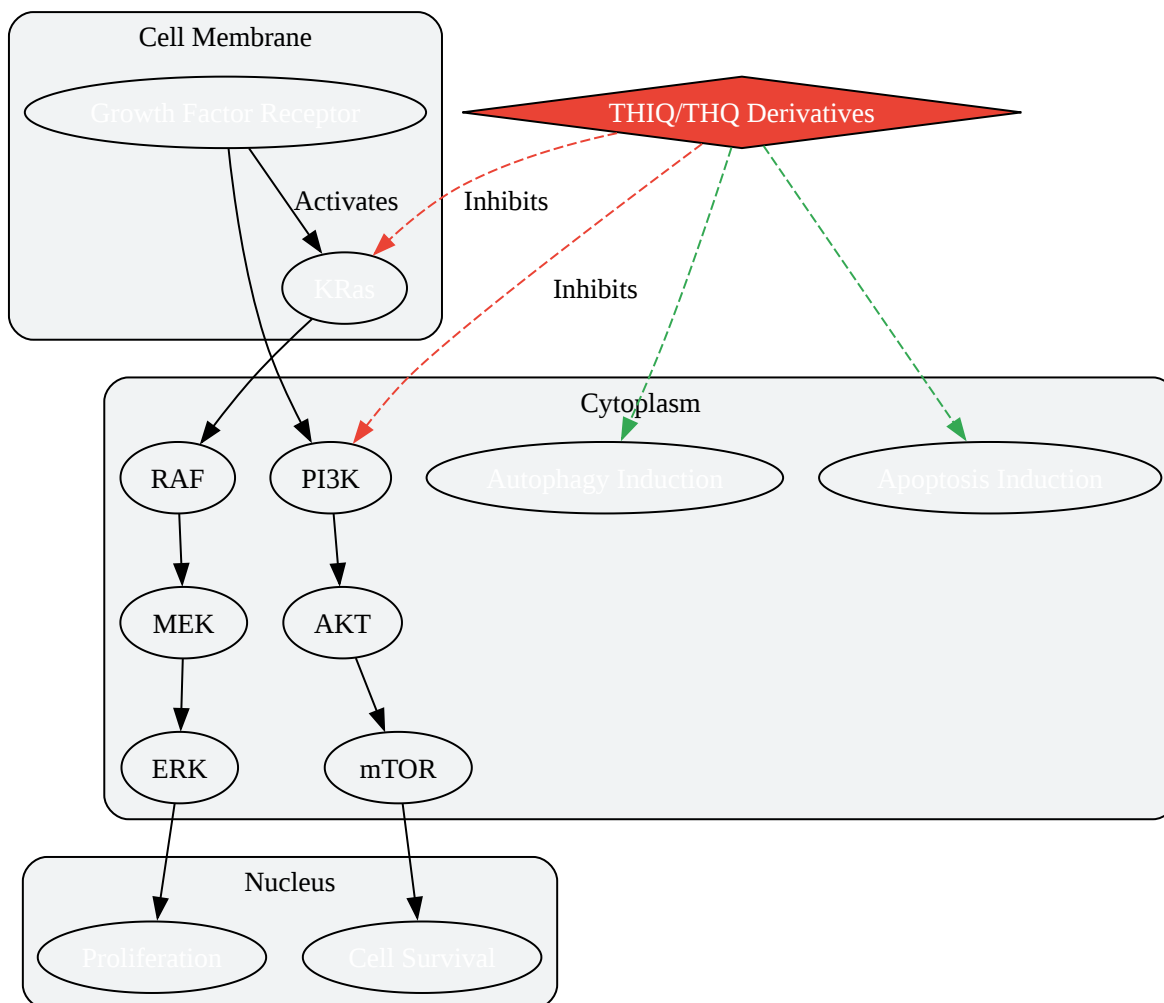 Cell Membrane
Growth Factor Receptor
THIQ/THQ Derivatives
Activates
Inhibits
KRas
Inhibits
Cytoplasm
RAF
PI3K
Autophagy Induction
Apoptosis Induction
MEK
AKT
ERK
mTOR
Nucleus
Proliferation
Cell Survival